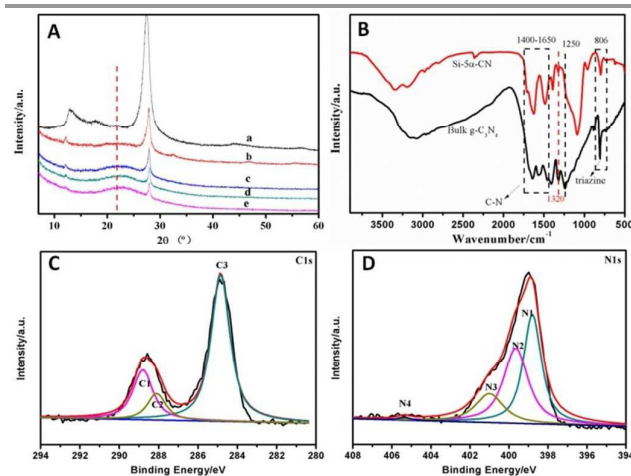 A
Intensity/a.u.
a
b
c
d
e
10 20 30 40 50 60
2θ (°)
B
1400-1650 1250 806
Si-5α-CN
Bulk g-C3N4
C-N
1320
triazine
Intensity/a.u.
3500 3000 2500 2000 1500 1000 500
Wavenumber/cm-1
C
C1s
C3
C1
C2
Intensity/a.u.
294 292 290 288 286 284 282 280
Binding Energy/eV
D
N1s
N1
N2
N3
N4
Intensity/a.u.
408 406 404 402 400 398 396 394
Binding Energy/eV